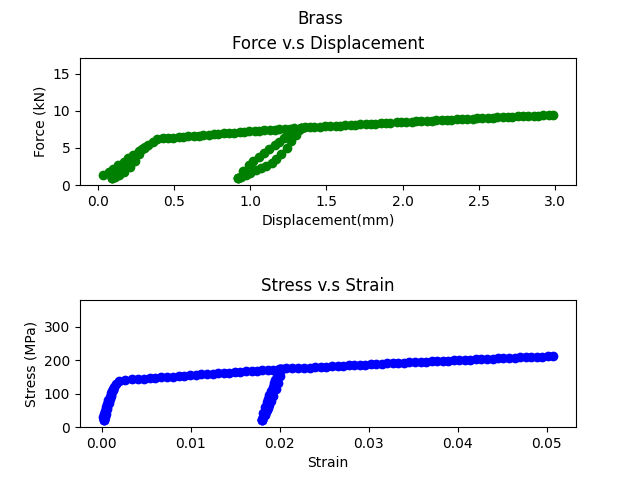 Brass
Force v.s Displacement
Force (kN)
15
10
5
0
0.0 0.5 1.0 1.5 2.0 2.5 3.0
Displacement(mm)
Stress v.s Strain
Stress (MPa)
300
200
100
0
0.00 0.01 0.02 0.03 0.04 0.05
Strain